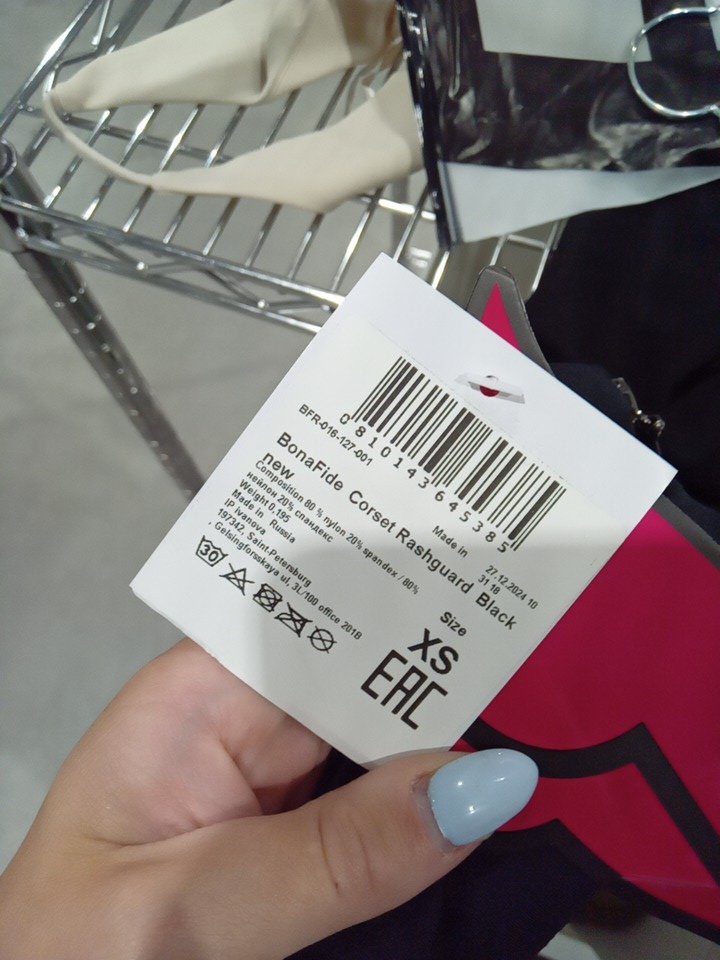 0810143645385
BFR-016-127-001
Made in 27.12.2024 10
31 18
BonaFide Corset Rashguard Black
new
Composition 80 % nylon 20% spandex / 80%
нейлон 20% спандекс
Weight 0.195
Made in Russia
IP Ivanova
197342, Saint-Petersburg
, Gelsingforsskaya ul, 3L/100 office 201B
30
Size
XS
EAC